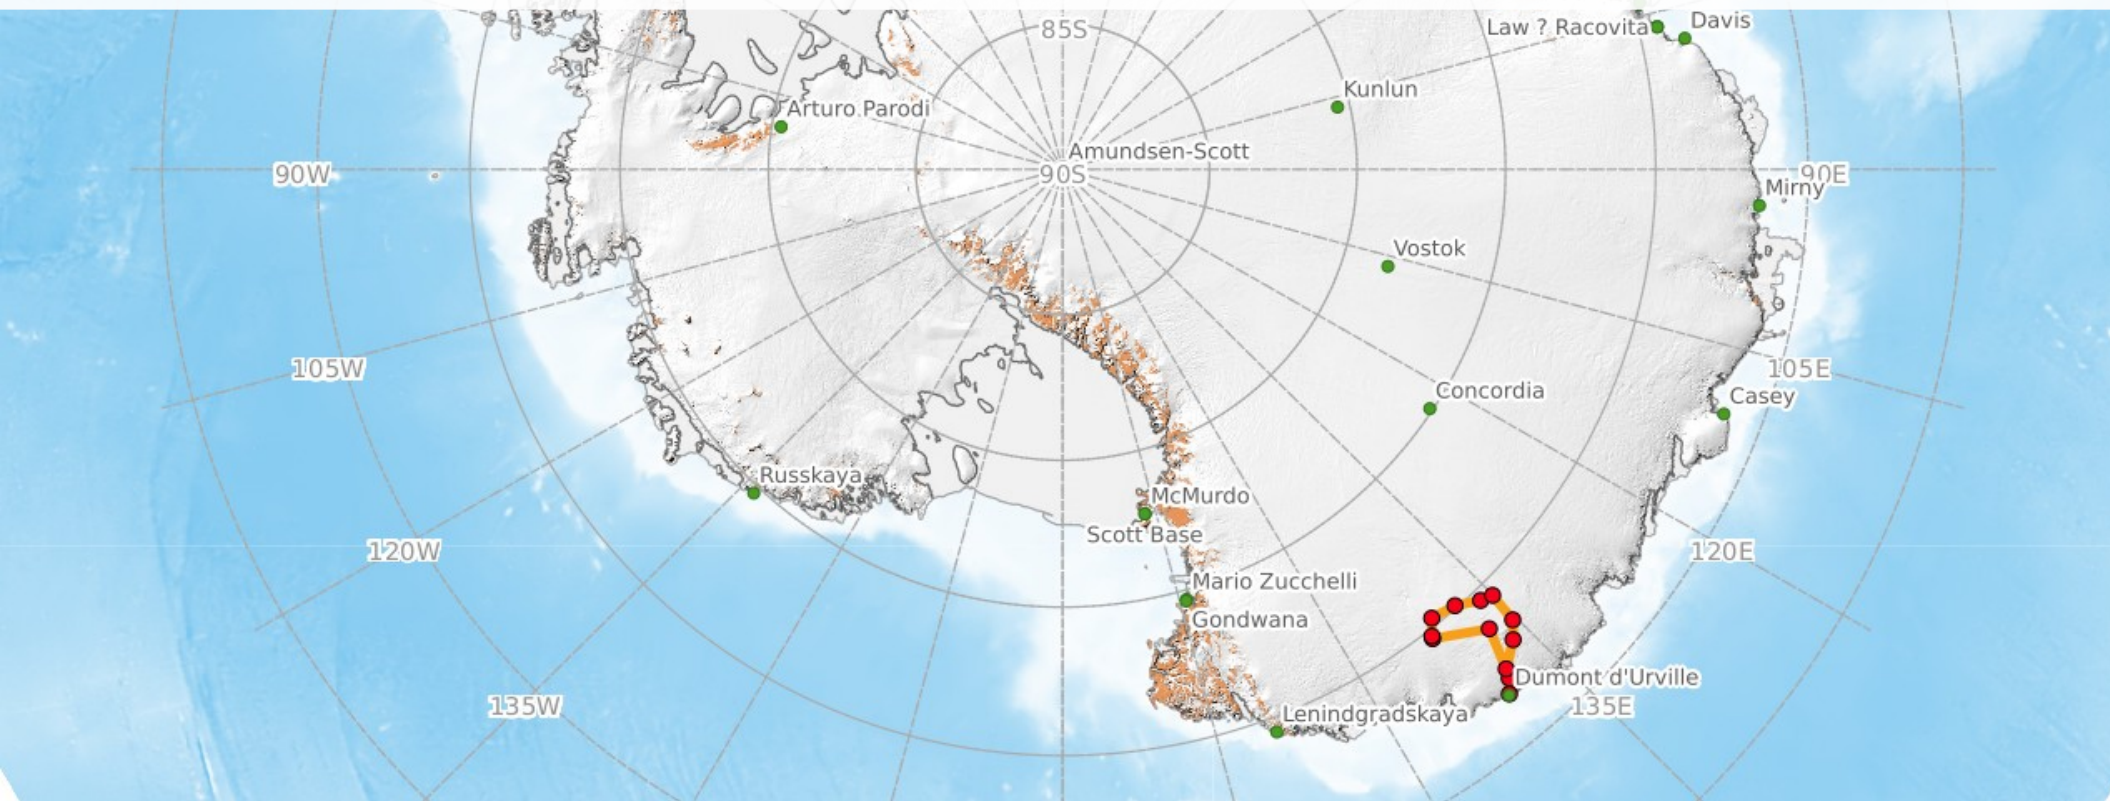 85S
Law ? Racovita
Davis
Kunlun
Arturo Parodi
Amundsen-Scott
90W
90S
90E
Mirny
Vostok
105W
105E
Concordia
Casey
Russkaya
McMurdo
Scott Base
120W
120E
Mario Zucchelli
Gondwana
Dumont d'Urville
135W
135E
Lenindgradskaya